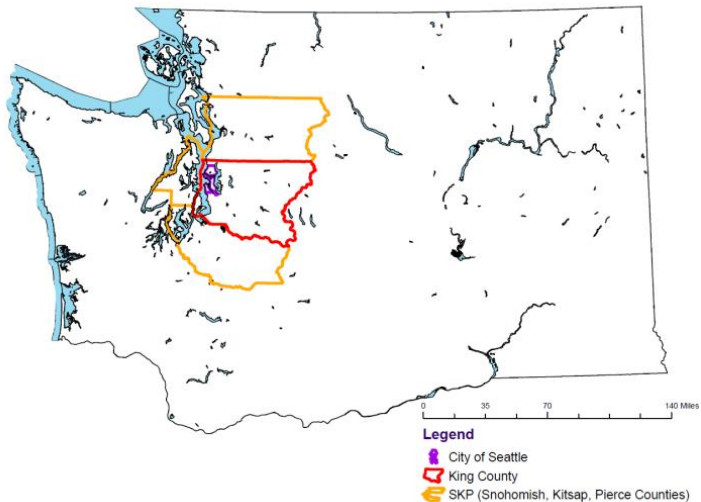 0 35 70 140 Miles
Legend
City of Seattle
King County
SKP (Snohomish, Kitsap, Pierce Counties)